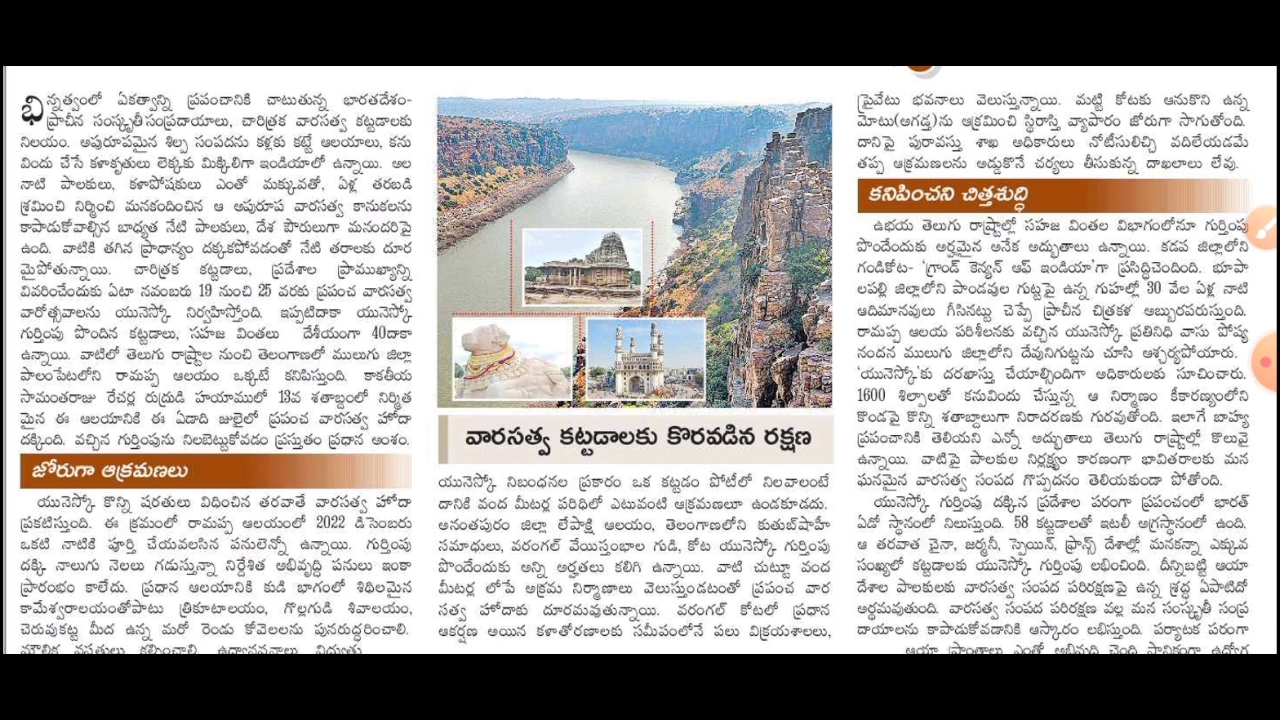 భిన్నత్వంలో ఏకత్వాన్ని ప్రపంచానికి చాటుతున్న భారతదేశం-
ప్రాచీన సంస్కృతీసంప్రదాయాలు, చారిత్రక వారసత్వ కట్టడాలకు
నిలయం. అపురూపమైన శిల్ప సంపదను కళ్లకు కట్టే ఆలయాలు, కను
విందు చేసే కళాకృతులు లెక్కకు మిక్కిలిగా ఇండియాలో ఉన్నాయి. అల
నాటి పాలకులు, కళాపోషకులు ఎంతో మక్కువతో, ఏళ్ల తరబడి
శ్రమించి నిర్మించి మనకందించిన ఆ అపురూప వారసత్వ కానుకలను
కాపాడుకోవాల్సిన బాధ్యత నేటి పాలకులు, దేశ పౌరులుగా మనందరిపై
ఉంది. వాటికి తగిన ప్రాధాన్యం దక్కకపోవడంతో నేటి తరాలకు దూర
మైపోతున్నాయి. చారిత్రక కట్టడాలు, ప్రదేశాల ప్రాముఖ్యాన్ని
వివరించేందుకు ఏటా నవంబరు 19 నుంచి 25 వరకు ప్రపంచ వారసత్వ
వారోత్సవాలను యునెస్కో నిర్వహిస్తోంది. ఇప్పటిదాకా యునెస్కో
గుర్తింపు పొందిన కట్టడాలు, సహజ వింతలు దేశీయంగా 40దాకా
ఉన్నాయి. వాటిలో తెలుగు రాష్ట్రాల నుంచి తెలంగాణలో ములుగు జిల్లా
పాలంపేటలోని రామప్ప ఆలయం ఒక్కటే కనిపిస్తుంది. కాకతీయ
సామంతరాజు రేచర్ల రుద్రుడి హయాములో 13వ శతాబ్దంలో నిర్మిత
మైన ఈ ఆలయానికి ఈ ఏడాది జులైలో ప్రపంచ వారసత్వ హోదా
దక్కింది. వచ్చిన గుర్తింపును నిలబెట్టుకోవడం ప్రస్తుతం ప్రధాన అంశం.
జోరుగా ఆక్రమణలు
యునెస్కో కొన్ని షరతులు విధించిన తరవాతే వారసత్వ హోదా
ప్రకటిస్తుంది. ఈ క్రమంలో రామప్ప ఆలయంలో 2022 డిసెంబరు
ఒకటి నాటికి పూర్తి చేయవలసిన పనులెన్నో ఉన్నాయి. గుర్తింపు
దక్కి నాలుగు నెలలు గడుస్తున్నా నిర్దేశిత అభివృద్ధి పనులు ఇంకా
ప్రారంభం కాలేదు. ప్రధాన ఆలయానికి కుడి భాగంలో శిథిలమైన
కామేశ్వరాలయంతోపాటు త్రికూటాలయం, గొల్లగుడి శివాలయం,
చెరువుకట్ట మీద ఉన్న మరో రెండు కోవెలలను పునరుద్ధరించాలి.
మౌలిక వసతులు కల్పించాలి. ఉద్యానవనాలు, విద్యుత్తు
వారసత్వ కట్టడాలకు కొరవడిన రక్షణ
యునెస్కో నిబంధనల ప్రకారం ఒక కట్టడం పోటీలో నిలవాలంటే
దానికి వంద మీటర్ల పరిధిలో ఎటువంటి ఆక్రమణలూ ఉండకూడదు.
అనంతపురం జిల్లా లేపాక్షి ఆలయం, తెలంగాణలోని కుతుబ్‌షాహీ
సమాధులు, వరంగల్ వేయిస్తంభాల గుడి, కోట యునెస్కో గుర్తింపు
పొందేందుకు అన్ని అర్హతలు కలిగి ఉన్నాయి. వాటి చుట్టూ వంద
మీటర్ల లోపే అక్రమ నిర్మాణాలు వెలుస్తుండటంతో ప్రపంచ వార
సత్వ హోదాకు దూరమవుతున్నాయి. వరంగల్ కోటలో ప్రధాన
ఆకర్షణ అయిన కళాతోరణాలకు సమీపంలోనే పలు విక్రయశాలలు,
ప్రైవేటు భవనాలు వెలుస్తున్నాయి. మట్టి కోటకు ఆనుకొని ఉన్న
మోటు(అగడ్త)ను ఆక్రమించి స్థిరాస్తి వ్యాపారం జోరుగా సాగుతోంది.
దానిపై పురావస్తు శాఖ అధికారులు నోటీసులిచ్చి వదిలేయడమే
తప్ప ఆక్రమణలను అడ్డుకొనే చర్యలు తీసుకున్న దాఖలాలు లేవు.
కనిపించని చిత్తశుద్ధి
ఉభయ తెలుగు రాష్ట్రాల్లో సహజ వింతల విభాగంలోనూ గుర్తింపు
పొందేందుకు అర్హమైన అనేక అద్భుతాలు ఉన్నాయి. కడప జిల్లాలోని
గండికోట- ‘గ్రాండ్ కెన్యన్ ఆఫ్ ఇండియా’గా ప్రసిద్ధిచెందింది. భూపా
లపల్లి జిల్లాలోని పాండవుల గుట్టపై ఉన్న గుహల్లో 30 వేల ఏళ్ల నాటి
ఆదిమానవులు గీసినట్టు చెప్పే ప్రాచీన చిత్రకళ అబ్బురపరుస్తుంది.
రామప్ప ఆలయ పరిశీలనకు వచ్చిన యునెస్కో ప్రతినిధి వాసు పోష్య
నందన ములుగు జిల్లాలోని దేవునిగుట్టను చూసి ఆశ్చర్యపోయారు.
‘యునెస్కో’కు దరఖాస్తు చేయాల్సిందిగా అధికారులకు సూచించారు.
1600 శిల్పాలతో కనువిందు చేస్తున్న ఆ నిర్మాణం కీకారణ్యంలోని
కొండపై కొన్ని శతాబ్దాలుగా నిరాదరణకు గురవుతోంది. ఇలాగే బాహ్య
ప్రపంచానికి తెలియని ఎన్నో అద్భుతాలు తెలుగు రాష్ట్రాల్లో కొలువై
ఉన్నాయి. వాటిపై పాలకుల నిర్లక్ష్యం కారణంగా భావితరాలకు మన
ఘనమైన వారసత్వ సంపద గొప్పదనం తెలియకుండా పోతోంది.
యునెస్కో గుర్తింపు దక్కిన ప్రదేశాల పరంగా ప్రపంచంలో భారత్
ఏడో స్థానంలో నిలుస్తుంది. 58 కట్టడాలతో ఇటలీ అగ్రస్థానంలో ఉంది.
ఆ తరవాత చైనా, జర్మనీ, స్పెయిన్, ఫ్రాన్స్ దేశాల్లో మనకన్నా ఎక్కువ
సంఖ్యలో కట్టడాలకు యునెస్కో గుర్తింపు లభించింది. దీన్నిబట్టి ఆయా
దేశాల పాలకులకు వారసత్వ సంపద పరిరక్షణపై ఉన్న శ్రద్ధ ఏపాటిదో
అర్థమవుతుంది. వారసత్వ సంపద పరిరక్షణ వల్ల మన సంస్కృతీ సంప్ర
దాయాలను కాపాడుకోవడానికి ఆస్కారం లభిస్తుంది. పర్యాటక పరంగా
ఆయా ప్రాంతాలు ఎంతో అభివృద్ధి చెంది స్థానికంగా ఉద్యోగ